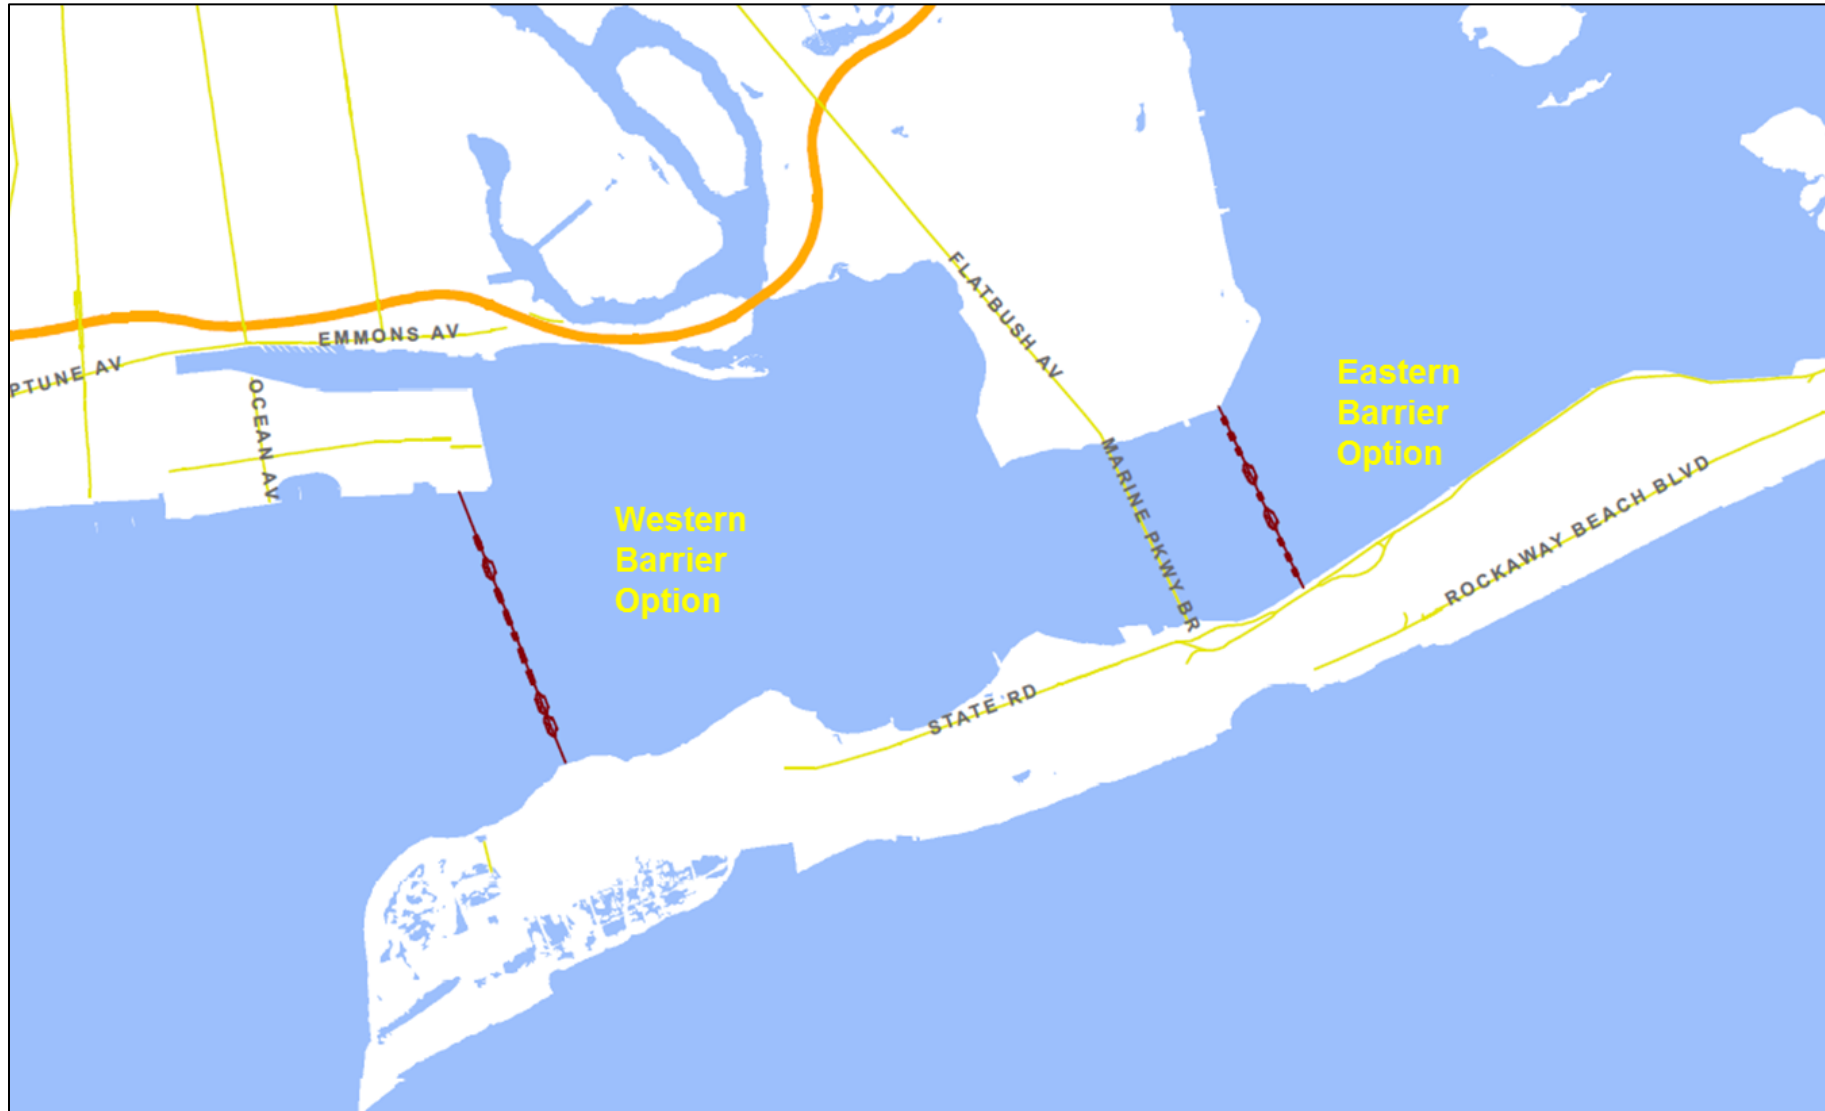 FLATBUSH AV
EMMONS AV
PTUNE AV
OCEAN AV
Eastern
Barrier
Option
MARINE PKWY BR
ROCKAWAY BEACH BLVD
Western
Barrier
Option
STATE RD